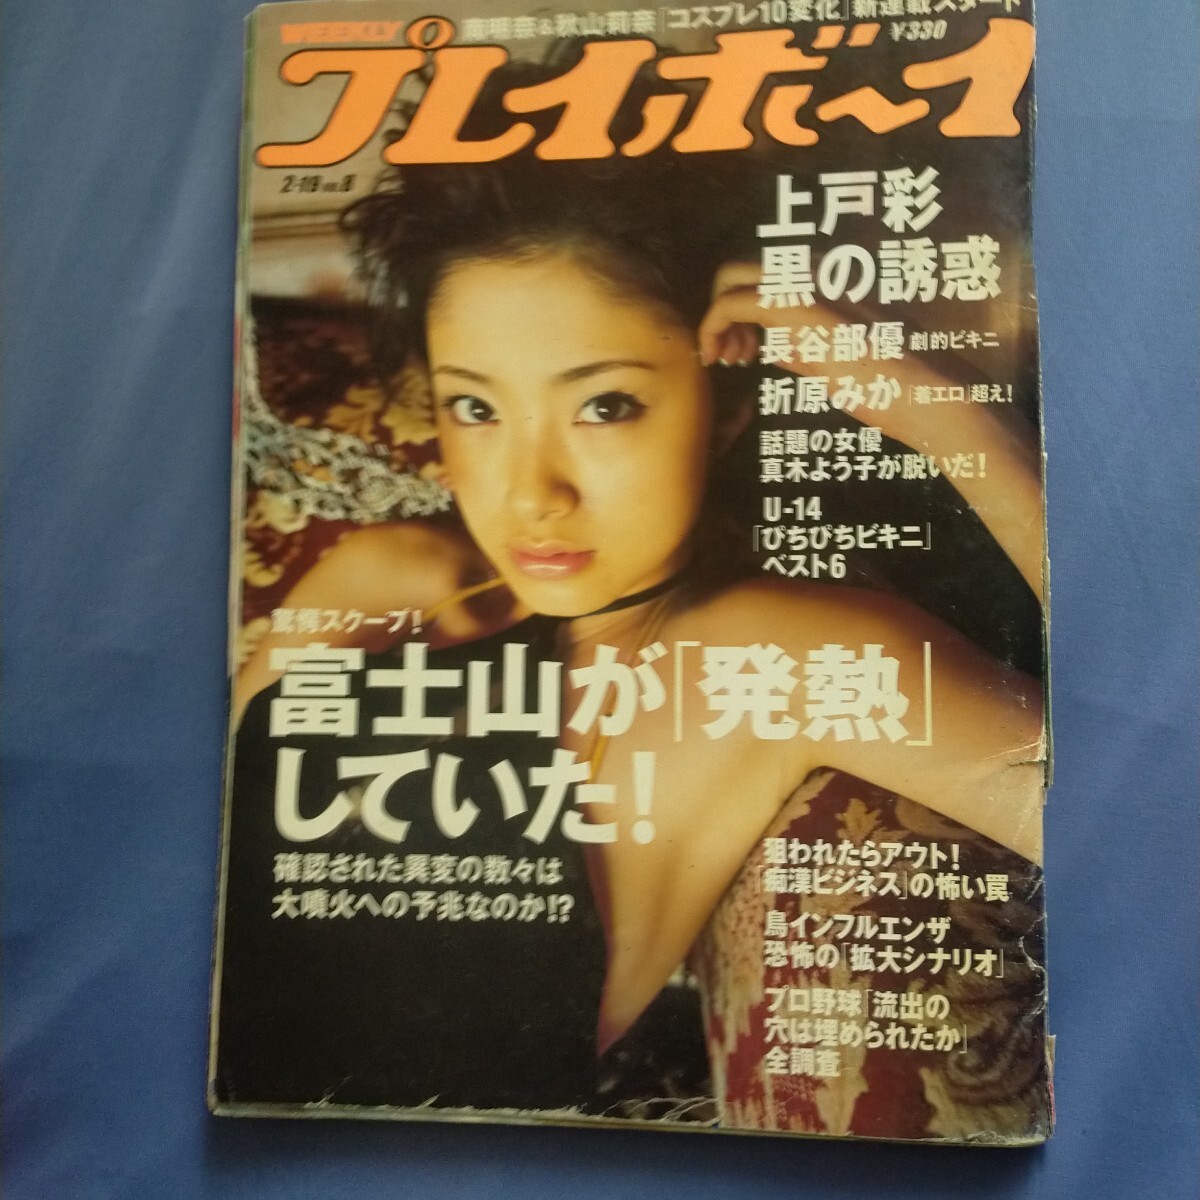 南明奈&秋山莉奈「コスプレ10変化」新連載スタート
WEEKLY
¥330
プレイボーイ
2・19 no.8
上戸彩
黒の誘惑
長谷部優 劇的ビキニ
折原みか 「着エロ」超え!
話題の女優
真木よう子が脱いだ!
U-14
「ぴちぴちビキニ」
ベスト6
驚愕スクープ!
富士山が「発熱」
していた!
確認された異変の数々は
大噴火への予兆なのか!?
狙われたらアウト!
「痴漢ビジネス」の怖い罠
鳥インフルエンザ
恐怖の「拡大シナリオ」
プロ野球「流出の
穴は埋められたか」
全調査